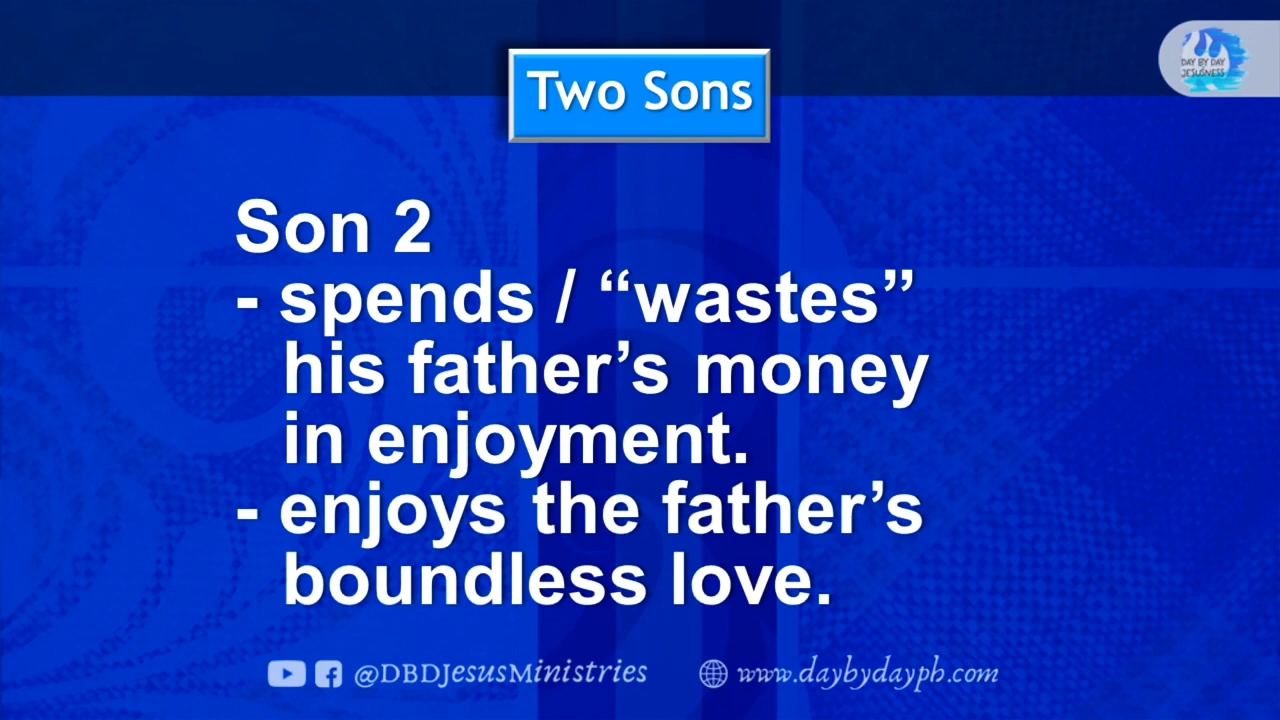 DAY BY DAY
JESUSNESS
Two Sons
Son 2
- spends / “wastes”
his father’s money
in enjoyment.
- enjoys the father’s
boundless love.
@DBDJesusMinistries
www.daybydayph.com